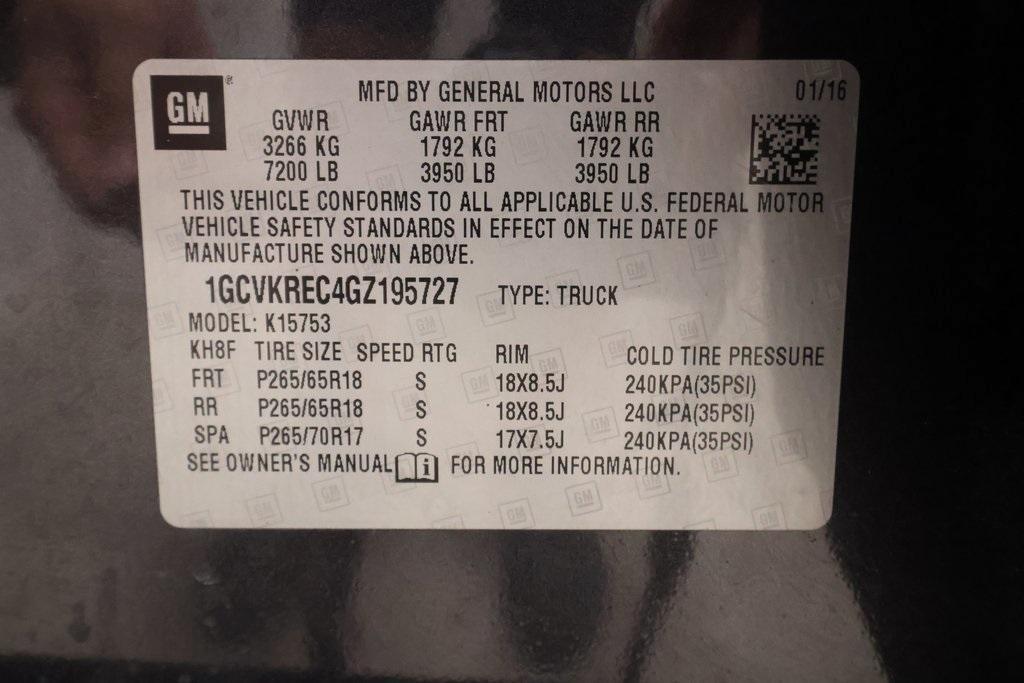 GM ® MFD BY GENERAL MOTORS LLC 01/16
GVWR GAWR FRT GAWR RR
3266 KG 1792 KG 1792 KG
7200 LB 3950 LB 3950 LB
THIS VEHICLE CONFORMS TO ALL APPLICABLE U.S. FEDERAL MOTOR
VEHICLE SAFETY STANDARDS IN EFFECT ON THE DATE OF
MANUFACTURE SHOWN ABOVE.
1GCVKREC4GZ195727 TYPE: TRUCK
MODEL: K15753
KH8F TIRE SIZE SPEED RTG RIM COLD TIRE PRESSURE
FRT P265/65R18 S 18X8.5J 240KPA(35PSI)
RR P265/65R18 S 18X8.5J 240KPA(35PSI)
SPA P265/70R17 S 17X7.5J 240KPA(35PSI)
SEE OWNER'S MANUAL i FOR MORE INFORMATION.